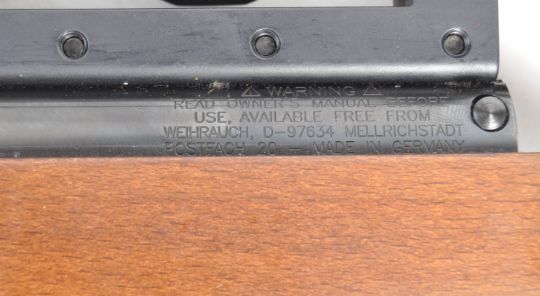 ⚠ WARNING ⚠
READ OWNER'S MANUAL BEFORE
USE, AVAILABLE FREE FROM
WEIHRAUCH, D-97634 MELLRICHSTADT
POSTFACH 20 — MADE IN GERMANY